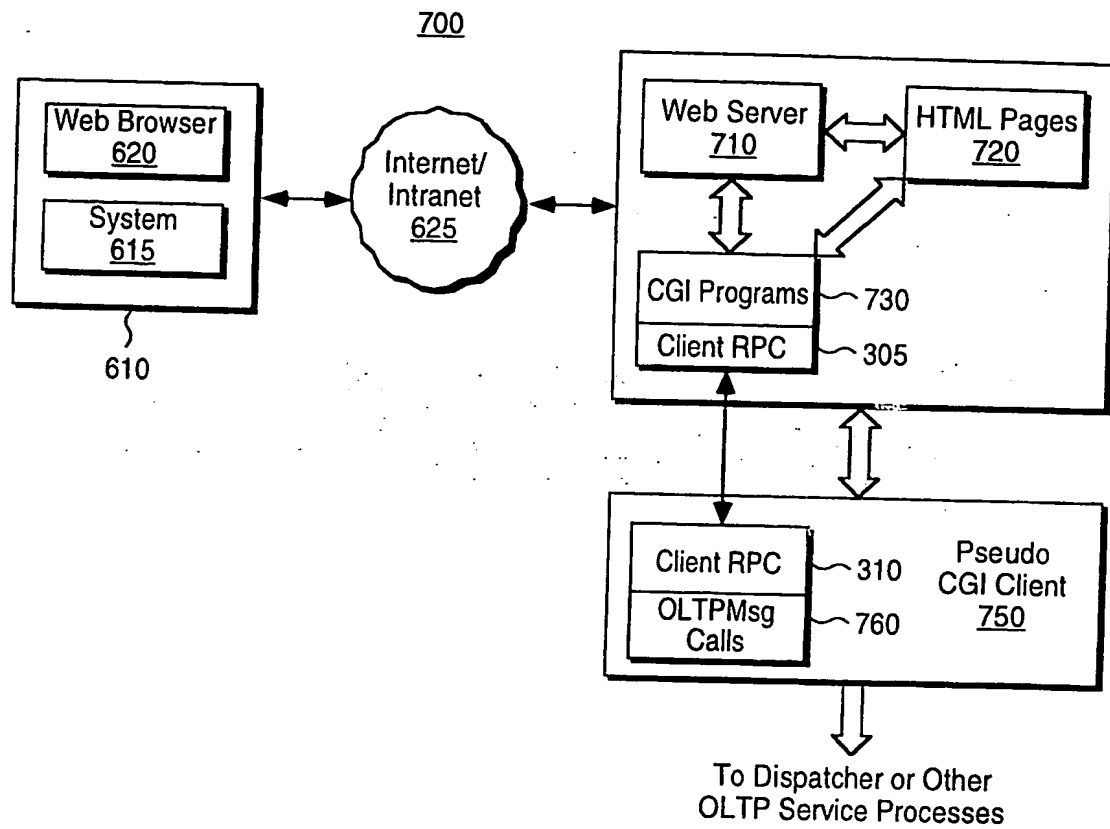 700
Web Browser
620
System
615
610
Internet/
Intranet
625
Web Server
710
HTML Pages
720
CGI Programs
730
Client RPC
305
Client RPC
310
OLTPMsg
Calls
760
Pseudo
CGI Client
750
To Dispatcher or Other
OLTP Service Processes